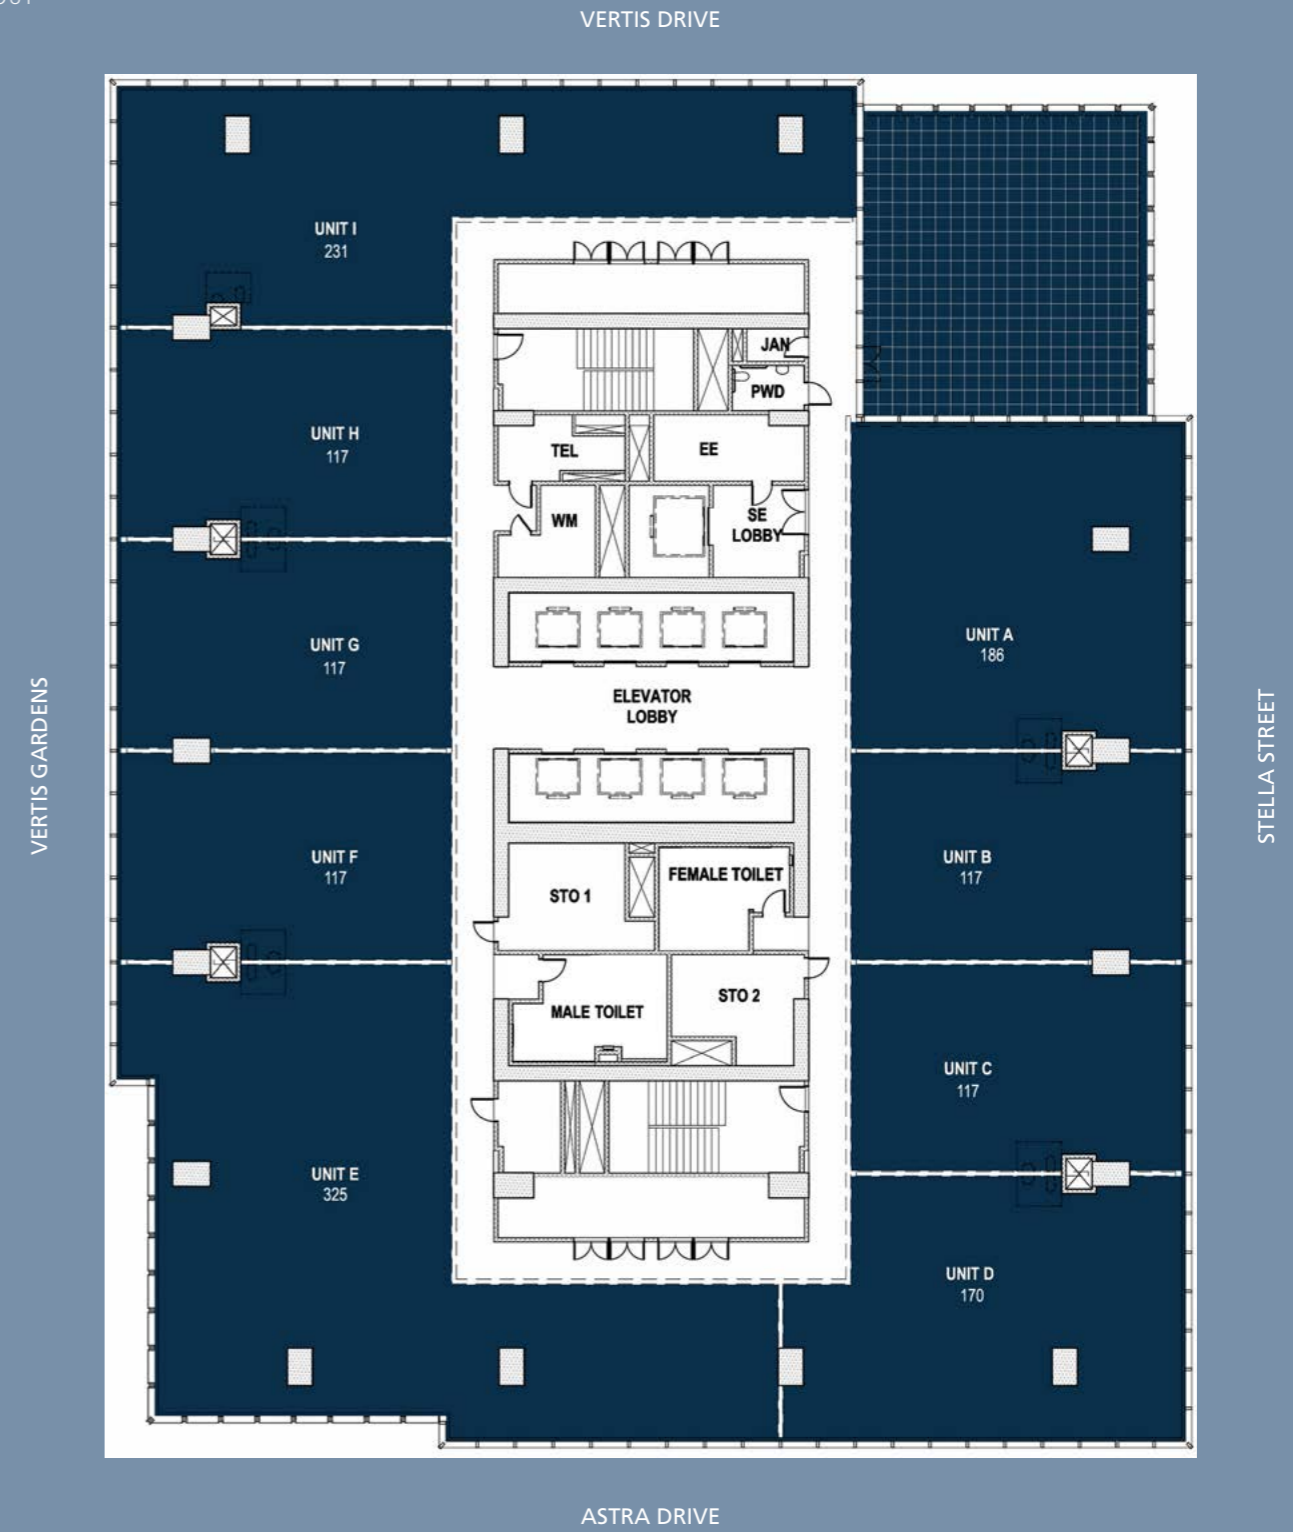 VERTIS DRIVE
UNIT I
231
JAN
PWD
UNIT H
117
TEL
EE
WM
SE
LOBBY
UNIT G
117
UNIT A
186
ELEVATOR
LOBBY
VERTIS GARDENS
STELLA STREET
UNIT F
117
UNIT B
117
FEMALE TOILET
STO 1
STO 2
MALE TOILET
UNIT C
117
UNIT E
325
UNIT D
170
ASTRA DRIVE